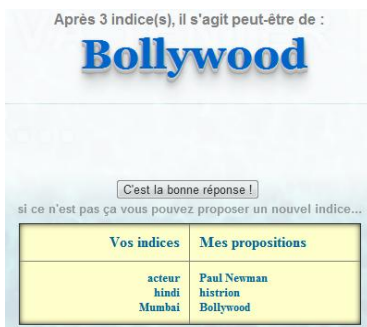 Après 3 indice(s), il s'agit peut-être de :
Bollywood
C'est la bonne réponse !
si ce n'est pas ça vous pouvez proposer un nouvel indice...
Vos indices Mes propositions
acteur Paul Newman
hindi histrion
Mumbai Bollywood